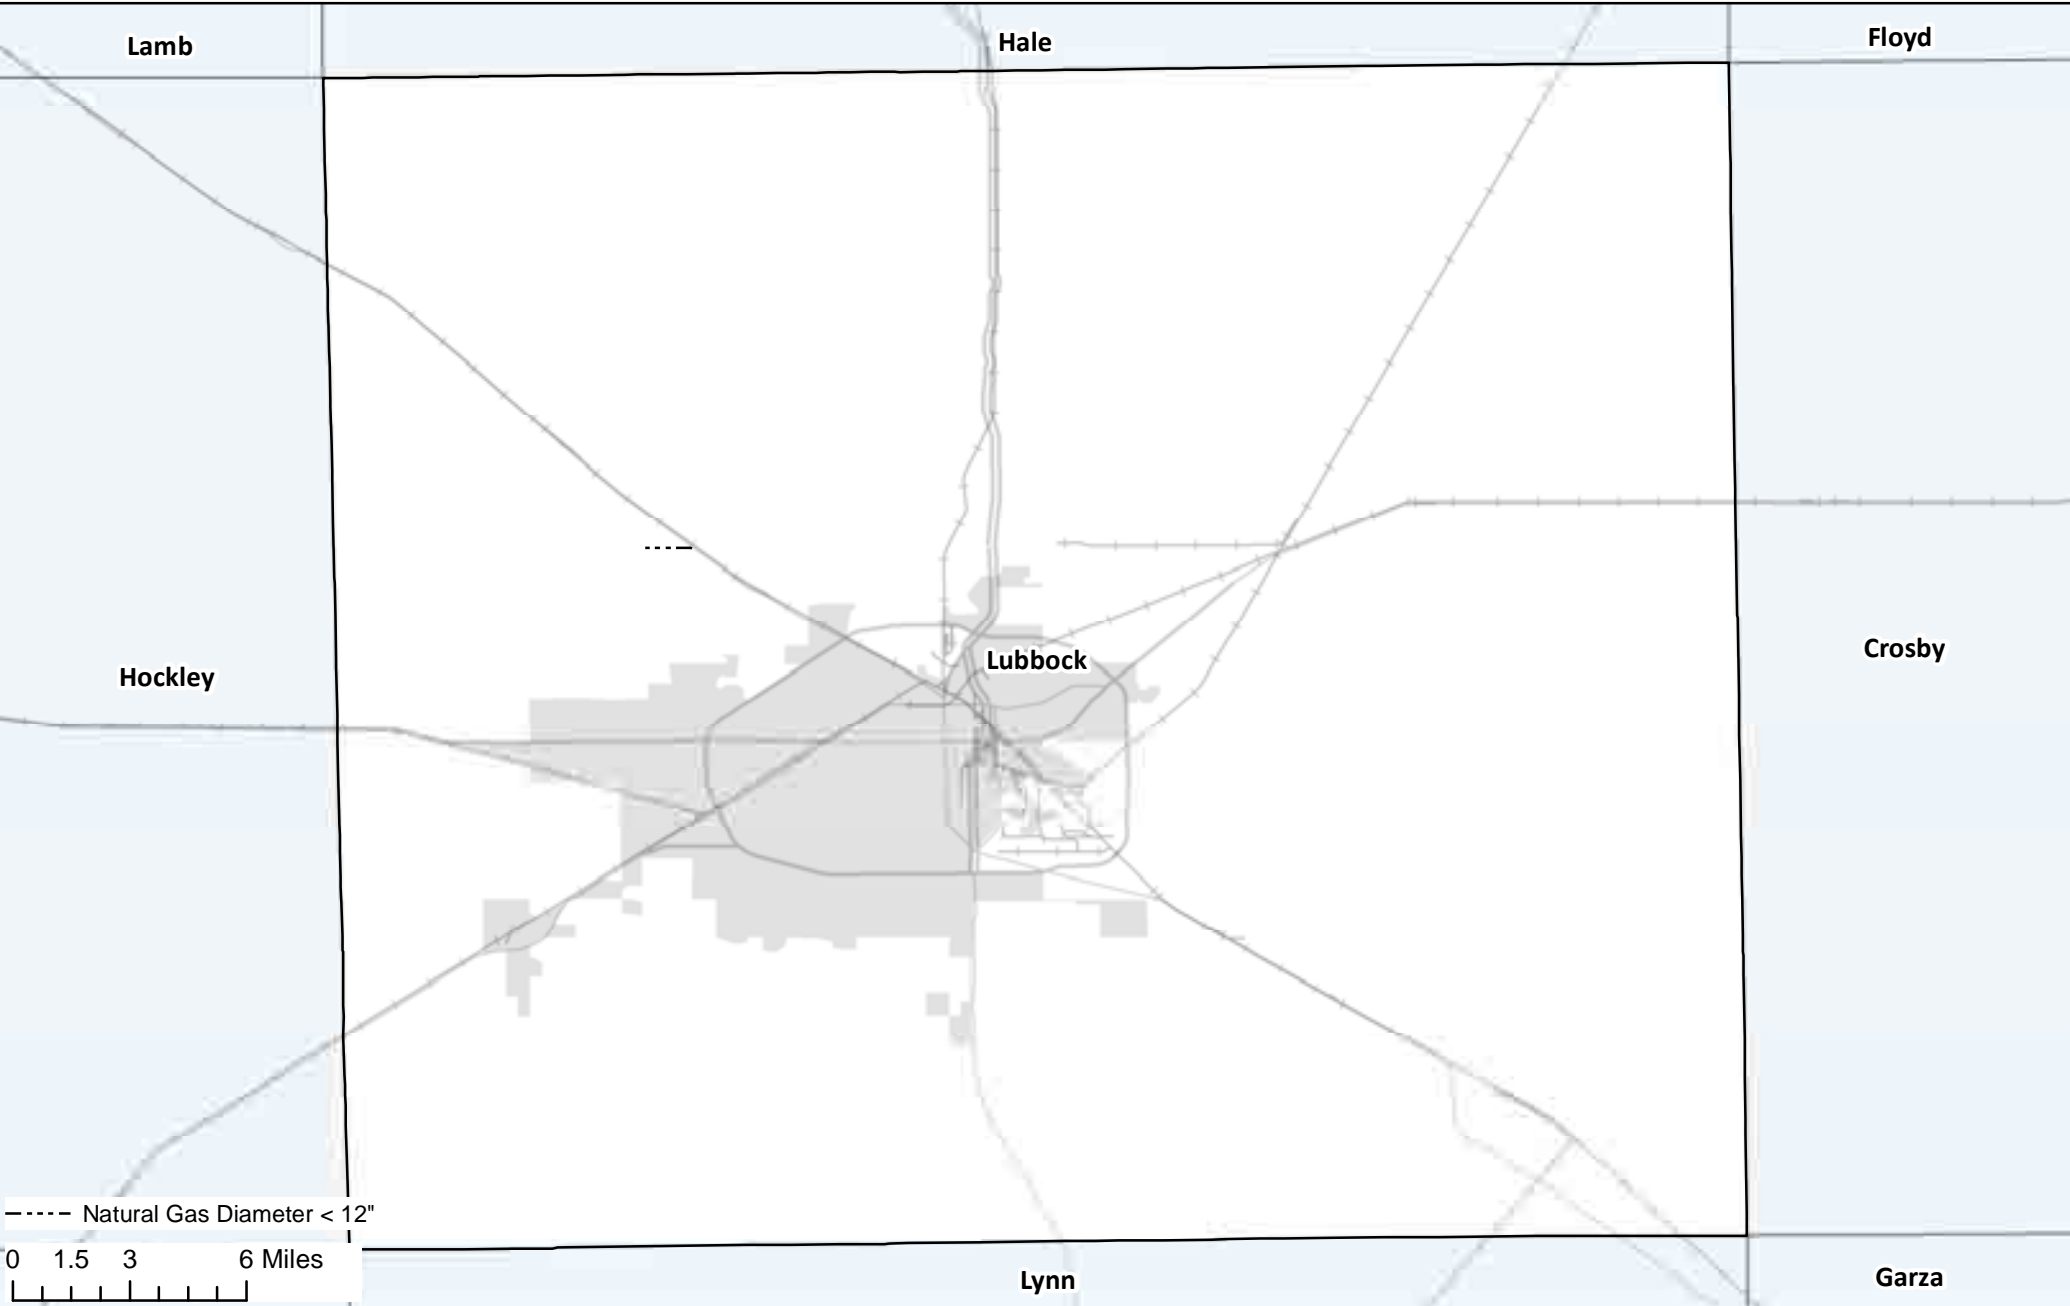 Lamb
Hale
Floyd
Hockley
Lubbock
Crosby
Natural Gas Diameter < 12"
0 1.5 3 6 Miles
Lynn
Garza